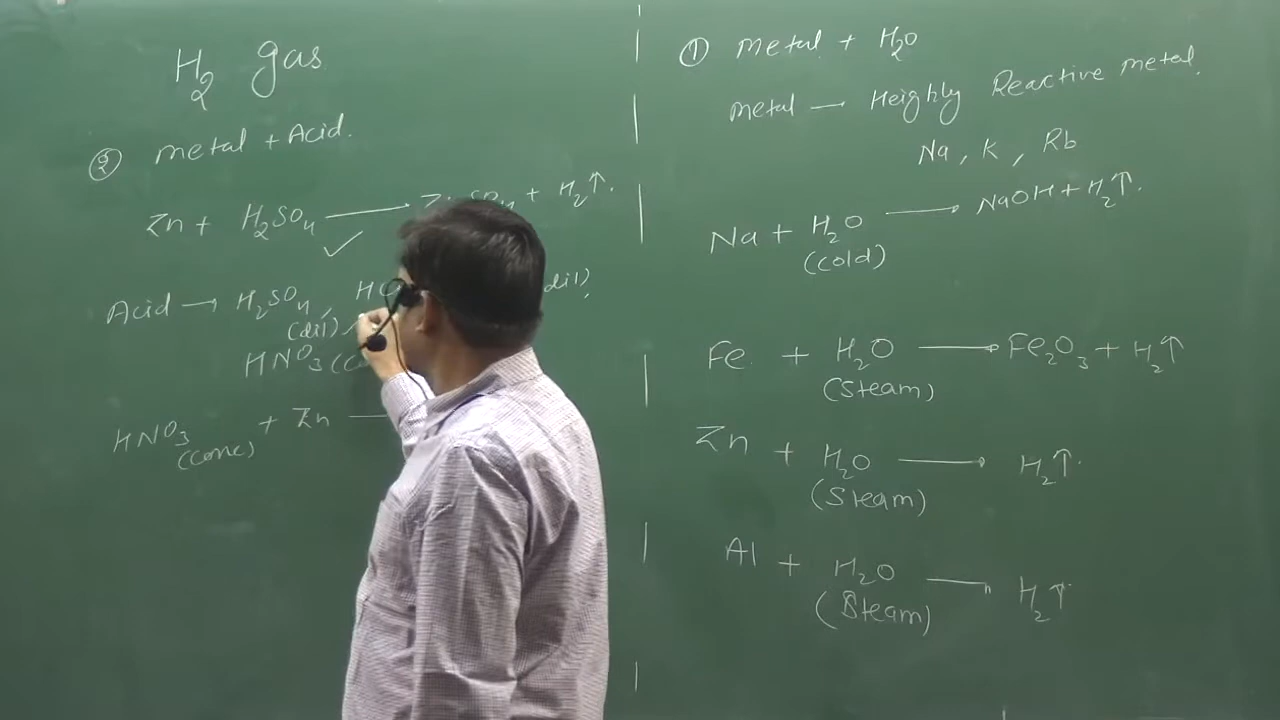 H₂ gas
② metal + Acid.
Zn + H₂SO₄ ⟶ + H₂↑.
✓
Acid ⟶ H₂SO₄, dil),
(dil)
HNO₃
HNO₃ + Zn
(conc)
① metal + H₂O
metal ⟶ Heighly Reactive metal.
Na, K, Rb
Na + H₂O ⟶ NaOH + H₂↑.
(cold)
Fe + H₂O ⟶ Fe₂O₃ + H₂↑
(Steam)
Zn + H₂O ⟶ H₂↑.
(Steam)
Al + H₂O ⟶ H₂↑
(Steam)